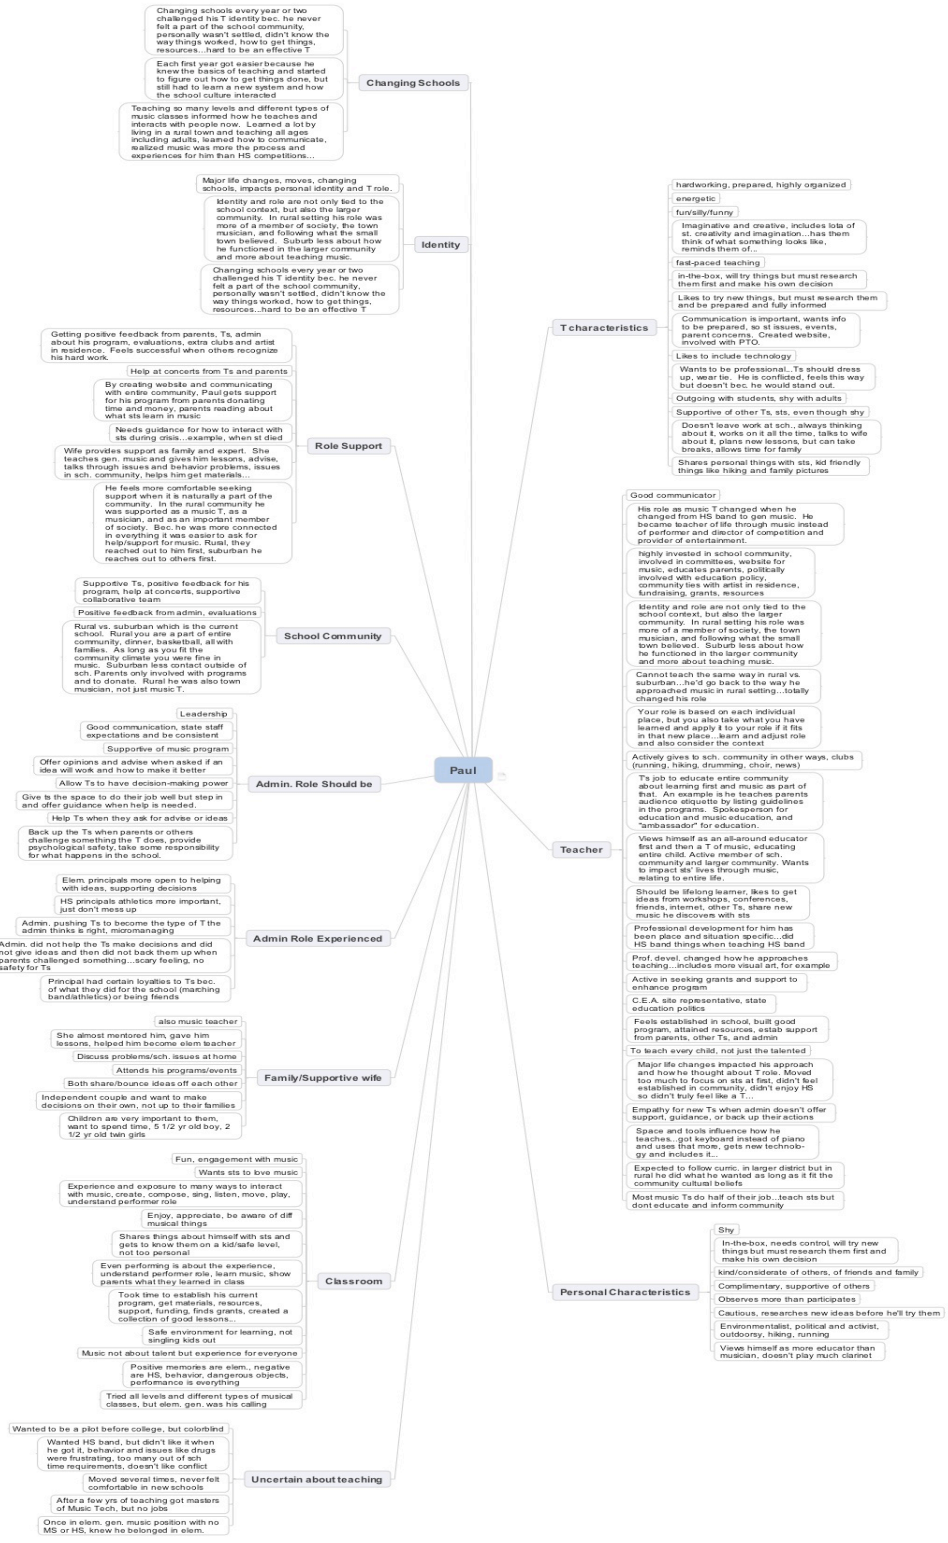 Changing schools every year or two
challenged his T identity bec. he never
felt a part of the school community,
personally wasn't settled, didn't know the
way things worked, how to get things,
resources...hard to be an effective T
Each first year got easier because he
knew the basics of teaching and started
to figure out how to get things done, but
still had to learn a new system and how
the school culture interacted
Teaching so many levels and different types of
music classes informed how he teaches and
interacts with people now. Learned a lot by
living in a rural town and teaching all ages
including adults, learned how to communicate,
realized music was more the process and
experiences for him than HS competitions...
Changing Schools
Major life changes, moves, changing
schools, impacts personal identity and T role.
Identity and role are not only tied to the
school context, but also the larger
community. In rural setting his role was
more of a member of society, the town
musician, and following what the small
town believed. Suburb less about how
he functioned in the larger community
and more about teaching music.
Changing schools every year or two
challenged his T identity bec. he never
felt a part of the school community,
personally wasn't settled, didn't know the
way things worked, how to get things,
resources...hard to be an effective T
Identity
Getting positive feedback from parents, Ts, admin
about his program, evaluations, extra clubs and artist
in residence. Feels successful when others recognize
his hard work.
Help at concerts from Ts and parents
By creating website and communicating
with entire community, Paul gets support
for his program from parents donating
time and money, parents reading about
what sts learn in music
Needs guidance for how to interact with
sts during crisis...example, when st died
Wife provides support as family and expert. She
teaches gen. music and gives him lessons, advise,
talks through issues and behavior problems, issues
in sch. community, helps him get materials...
He feels more comfortable seeking
support when it is naturally a part of the
community. In the rural community he
was supported as a music T, as a
musician, and as an important member
of society. Bec. he was more connected
in everything it was easier to ask for
help/support for music. Rural, they
reached out to him first, suburban he
reaches out to others first.
Role Support
Supportive Ts, positive feedback for his
program, help at concerts, supportive
collaborative team
Positive feedback from admin, evaluations
Rural vs. suburban which is the current
school. Rural you are a part of entire
community, dinner, basketball, all with
families. As long as you fit the
community climate you were fine in
music. Suburban less contact outside of
sch. Parents only involved with programs
and to donate. Rural he was also town
musician, not just music T.
School Community
Leadership
Good communication, state staff
expectations and be consistent
Supportive of music program
Offer opinions and advise when asked if an
idea will work and how to make it better
Allow Ts to have decision-making power
Give ts the space to do their job well but step in
and offer guidance when help is needed.
Help Ts when they ask for advise or ideas
Back up the Ts when parents or others
challenge something the T does, provide
psychological safety, take some responsibility
for what happens in the school.
Admin. Role Should be
Elem. principals more open to helping
with ideas, supporting decisions
HS principals athletics more important,
just don't mess up
Admin. pushing Ts to become the type of T the
admin thinks is right, micromanaging
Admin. did not help the Ts make decisions and did
not give ideas and then did not back them up when
parents challenged something...scary feeling, no
safety for Ts
Principal had certain loyalties to Ts bec.
of what they did for the school (marching
band/athletics) or being friends
Admin Role Experienced
also music teacher
She almost mentored him, gave him
lessons, helped him become elem teacher
Discuss problems/sch. issues at home
Attends his programs/events
Both share/bounce ideas off each other
Independent couple and want to make
decisions on their own, not up to their families
Children are very important to them,
want to spend time, 5 1/2 yr old boy, 2
1/2 yr old twin girls
Family/Supportive wife
Fun, engagement with music
Wants sts to love music
Experience and exposure to many ways to interact
with music, create, compose, sing, listen, move, play,
understand performer role
Enjoy, appreciate, be aware of diff
musical things
Shares things about himself with sts and
gets to know them on a kid/safe level,
not too personal
Even performing is about the experience,
understand performer role, learn music, show
parents what they learned in class
Took time to establish his current
program, get materials, resources,
support, funding, finds grants, created a
collection of good lessons...
Safe environment for learning, not
singling kids out
Music not about talent but experience for everyone
Positive memories are elem., negative
are HS, behavior, dangerous objects,
performance is everything
Tried all levels and different types of musical
classes, but elem. gen. was his calling
Classroom
Wanted to be a pilot before college, but colorblind
Wanted HS band, but didn't like it when
he got it, behavior and issues like drugs
were frustrating, too many out of sch
time requirements, doesn't like conflict
Moved several times, never felt
comfortable in new schools
After a few yrs of teaching got masters
of Music Tech, but no jobs
Once in elem. gen. music position with no
MS or HS, knew he belonged in elem.
Uncertain about teaching
Paul
T characteristics
hardworking, prepared, highly organized
energetic
fun/silly/funny
Imaginative and creative, includes lota of
st. creativity and imagination...has them
think of what something looks like,
reminds them of...
fast-paced teaching
in-the-box, will try things but must research
them first and make his own decision
Likes to try new things, but must research them
and be prepared and fully informed
Communication is important, wants info
to be prepared, so st issues, events,
parent concerns. Created website,
involved with PTO.
Likes to include technology
Wants to be professional...Ts should dress
up, wear tie. He is conflicted, feels this way
but doesn't bec. he would stand out.
Outgoing with students, shy with adults
Supportive of other Ts, sts, even though shy
Doesn't leave work at sch., always thinking
about it, works on it all the time, talks to wife
about it, plans new lessons, but can take
breaks, allows time for family
Shares personal things with sts, kid friendly
things like hiking and family pictures
Teacher
Good communicator
His role as music T changed when he
changed from HS band to gen music. He
became teacher of life through music instead
of performer and director of competition and
provider of entertainment.
highly invested in school community,
involved in committees, website for
music, educates parents, politically
involved with education policy,
community ties with artist in residence,
fundraising, grants, resources
Identity and role are not only tied to the
school context, but also the larger
community. In rural setting his role was
more of a member of society, the town
musician, and following what the small
town believed. Suburb less about how
he functioned in the larger community
and more about teaching music.
Cannot teach the same way in rural vs.
suburban...he'd go back to the way he
approached music in rural setting...totally
changed his role
Your role is based on each individual
place, but you also take what you have
learned and apply it to your role if it fits
in that new place...learn and adjust role
and also consider the context
Actively gives to sch. community in other ways, clubs
(running, hiking, drumming, choir, news)
T's job to educate entire community
about learning first and music as part of
that. An example is he teaches parents
audience etiquette by listing guidelines
in the programs. Spokesperson for
education and music education, and
"ambassador" for education.
Views himself as an all-around educator
first and then a T of music, educating
entire child. Active member of sch.
community and larger community. Wants
to impact sts' lives through music,
relating to entire life.
Should be lifelong learner, likes to get
ideas from workshops, conferences,
friends, internet, other Ts, share new
music he discovers with sts
Professional development for him has
been place and situation specific...did
HS band things when teaching HS band
Prof. devel. changed how he approaches
teaching...includes more visual art, for example
Active in seeking grants and support to
enhance program
C.E.A. site representative, state
education politics
Feels established in school, built good
program, attained resources, estab support
from parents, other Ts, and admin
To teach every child, not just the talented
Major life changes impacted his approach
and how he thought about T role. Moved
too much to focus on sts at first, didn't feel
established in community, didn't enjoy HS
so didn't truly feel like a T...
Empathy for new Ts when admin doesn't offer
support, guidance, or back up their actions
Space and tools influence how he
teaches...got keyboard instead of piano
and uses that more, gets new technolo-
gy and includes it...
Expected to follow curric. in larger district but in
rural he did what he wanted as long as it fit the
community cultural beliefs
Most music Ts do half of their job...teach sts but
dont educate and inform community
Personal Characteristics
Shy
In-the-box, needs control, will try new
things but must research them first and
make his own decision
kind/considerate of others, of friends and family
Complimentary, supportive of others
Observes more than participates
Cautious, researches new ideas before he'll try them
Environmentalist, political and activist,
outdoorsy, hiking, running
Views himself as more educator than
musician, doesn't play much clarinet